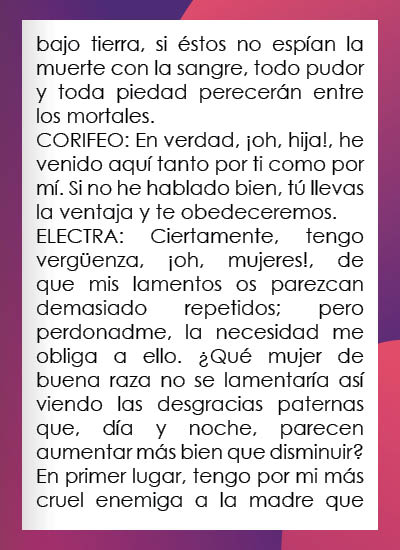 bajo tierra, si éstos no espían la
muerte con la sangre, todo pudor
y toda piedad perecerán entre
los mortales.
CORIFEO: En verdad, ¡oh, hija!, he
venido aquí tanto por ti como por
mí. Si no he hablado bien, tú llevas
la ventaja y te obedeceremos.
ELECTRA: Ciertamente, tengo
vergüenza, ¡oh, mujeres!, de
que mis lamentos os parezcan
demasiado repetidos; pero
perdonadme, la necesidad me
obliga a ello. ¿Qué mujer de
buena raza no se lamentaría así
viendo las desgracias paternas
que, día y noche, parecen
aumentar más bien que disminuir?
En primer lugar, tengo por mi más
cruel enemiga a la madre que